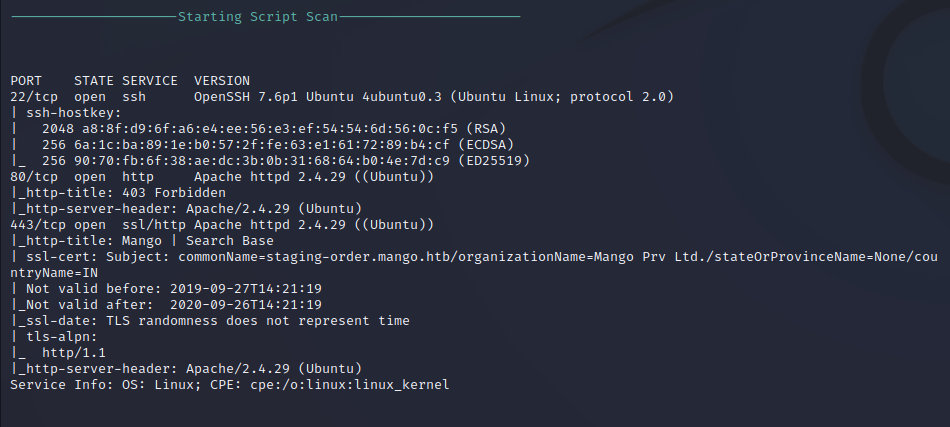 ---------------------Starting Script Scan-----------------------
PORT    STATE SERVICE  VERSION
22/tcp  open  ssh      OpenSSH 7.6p1 Ubuntu 4ubuntu0.3 (Ubuntu Linux; protocol 2.0)
| ssh-hostkey:
|   2048 a8:8f:d9:6f:a6:e4:ee:56:e3:ef:54:54:6d:56:0c:f5 (RSA)
|   256 6a:1c:ba:89:1e:b0:57:2f:fe:63:e1:61:72:89:b4:cf (ECDSA)
|_  256 90:70:fb:6f:38:ae:dc:3b:0b:31:68:64:b0:4e:7d:c9 (ED25519)
80/tcp  open  http     Apache httpd 2.4.29 ((Ubuntu))
|_http-title: 403 Forbidden
|_http-server-header: Apache/2.4.29 (Ubuntu)
443/tcp open  ssl/http Apache httpd 2.4.29 ((Ubuntu))
|_http-title: Mango | Search Base
| ssl-cert: Subject: commonName=staging-order.mango.htb/organizationName=Mango Prv Ltd./stateOrProvinceName=None/cou
ntryName=IN
| Not valid before: 2019-09-27T14:21:19
|_Not valid after:  2020-09-26T14:21:19
|_ssl-date: TLS randomness does not represent time
| tls-alpn:
|_  http/1.1
|_http-server-header: Apache/2.4.29 (Ubuntu)
Service Info: OS: Linux; CPE: cpe:/o:linux:linux_kernel